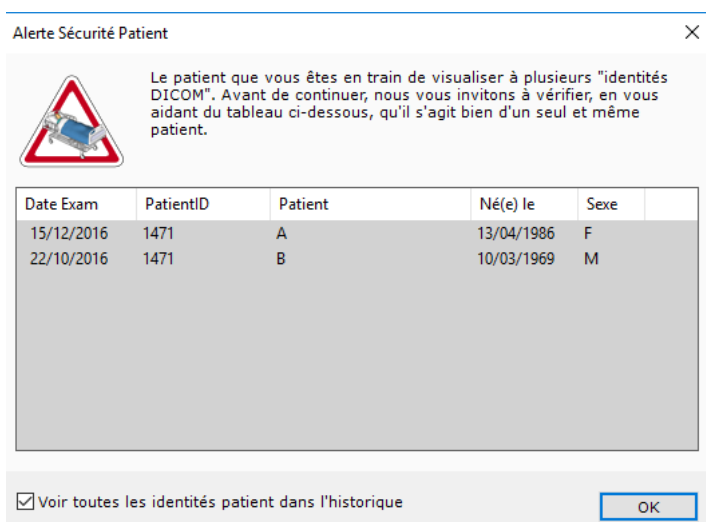 Alerte Sécurité Patient
Le patient que vous êtes en train de visualiser à plusieurs "identités
DICOM". Avant de continuer, nous vous invitons à vérifier, en vous
aidant du tableau ci-dessous, qu'il s'agit bien d'un seul et même
patient.
Date Exam PatientID Patient Né(e) le Sexe
15/12/2016 1471 A 13/04/1986 F
22/10/2016 1471 B 10/03/1969 M
Voir toutes les identités patient dans l'historique
OK